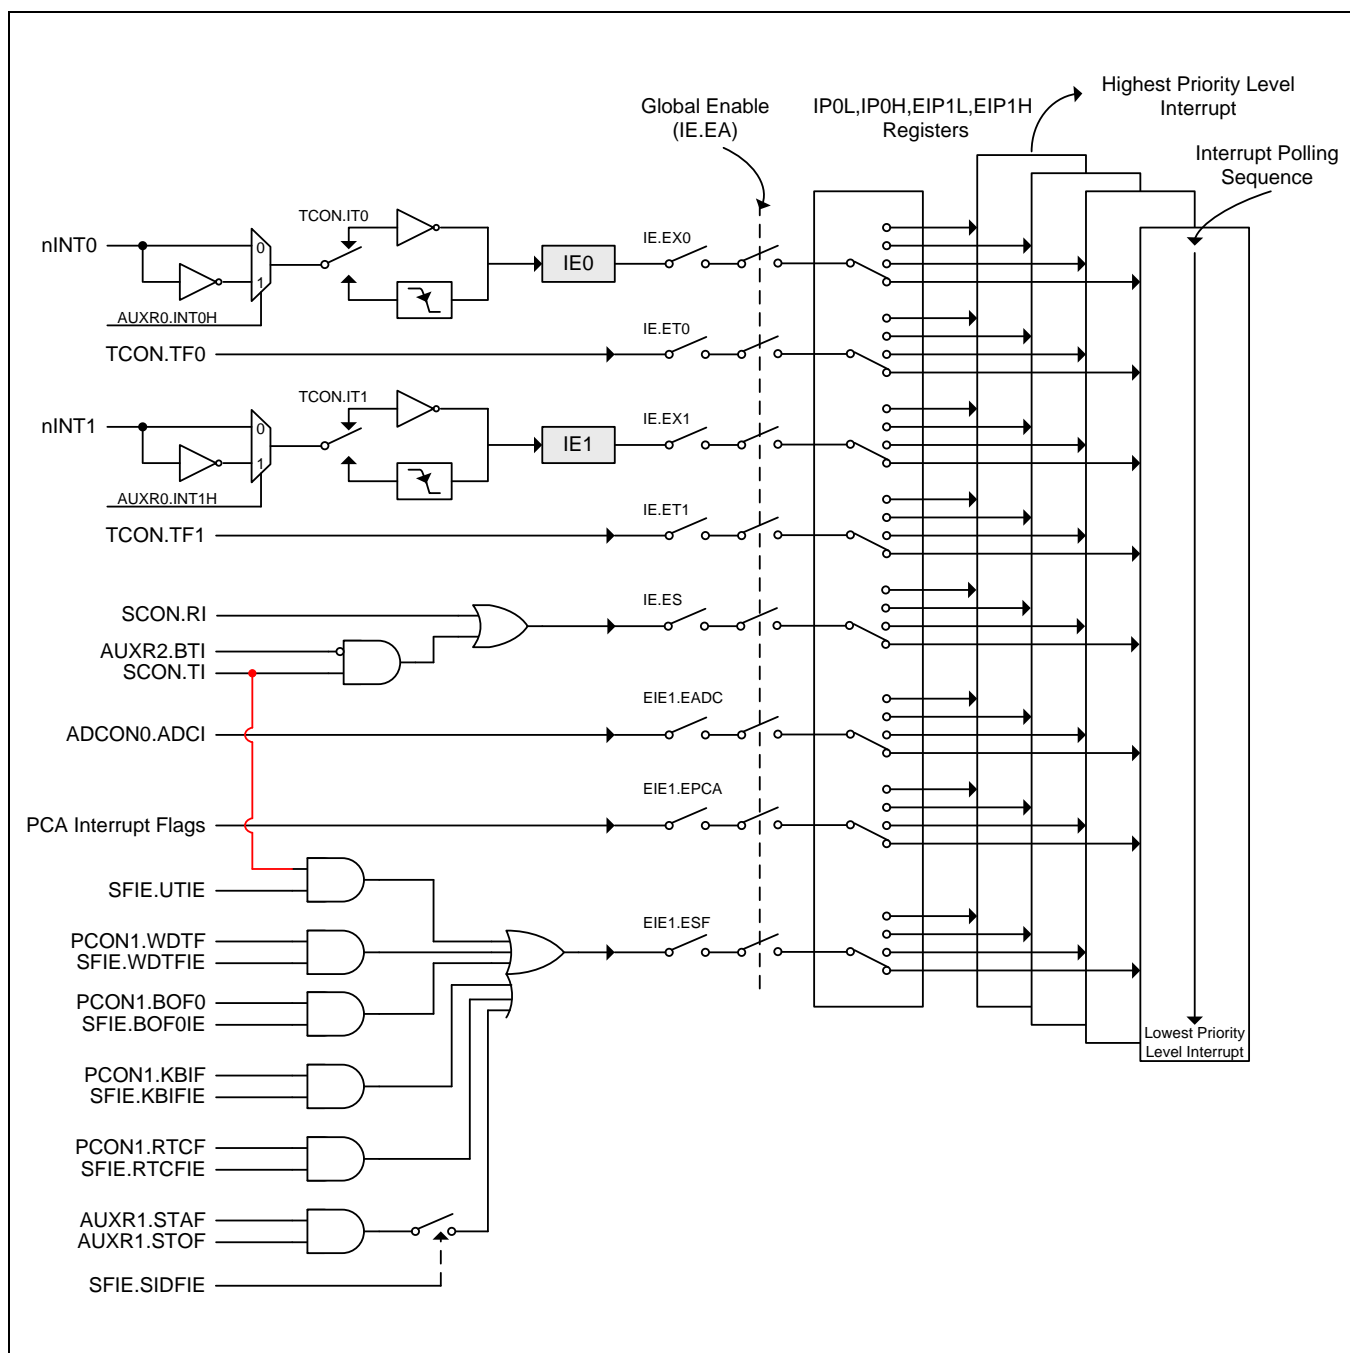 Highest Priority Level
Interrupt
Global Enable
(IE.EA)
IP0L,IP0H,EIP1L,EIP1H
Registers
Interrupt Polling
Sequence
TCON.IT0
nINT0
0
1
IE0
IE.EX0
AUXR0.INT0H
TCON.TF0
IE.ET0
TCON.IT1
nINT1
0
1
IE1
IE.EX1
AUXR0.INT1H
TCON.TF1
IE.ET1
SCON.RI
IE.ES
AUXR2.BTI
SCON.TI
ADCON0.ADCI
EIE1.EADC
PCA Interrupt Flags
EIE1.EPCA
SFIE.UTIE
PCON1.WDTF
SFIE.WDTFIE
EIE1.ESF
PCON1.BOF0
SFIE.BOF0IE
Lowest Priority
Level Interrupt
PCON1.KBIF
SFIE.KBIFIE
PCON1.RTCF
SFIE.RTCFIE
AUXR1.STAF
AUXR1.STOF
SFIE.SIDFIE